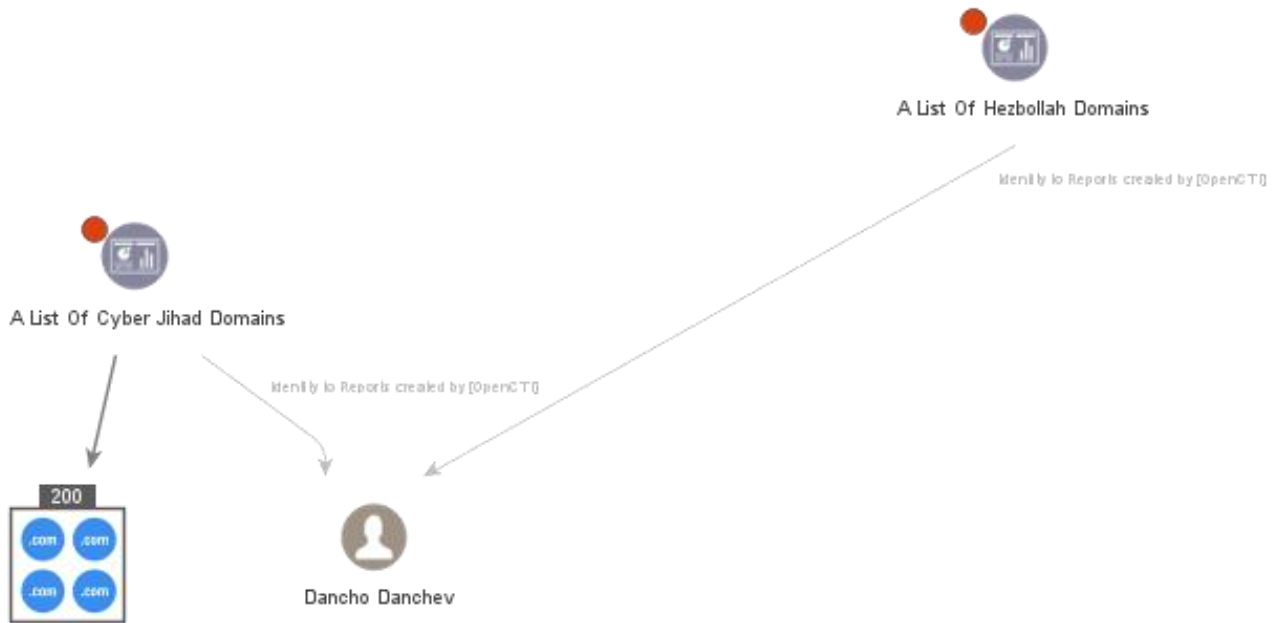 A List Of Hezbollah Domains
Identity to Reports created by [OpenCTI]
A List Of Cyber Jihad Domains
Identity to Reports created by [OpenCTI]
200
.com .com
.com .com
Dancho Danchev